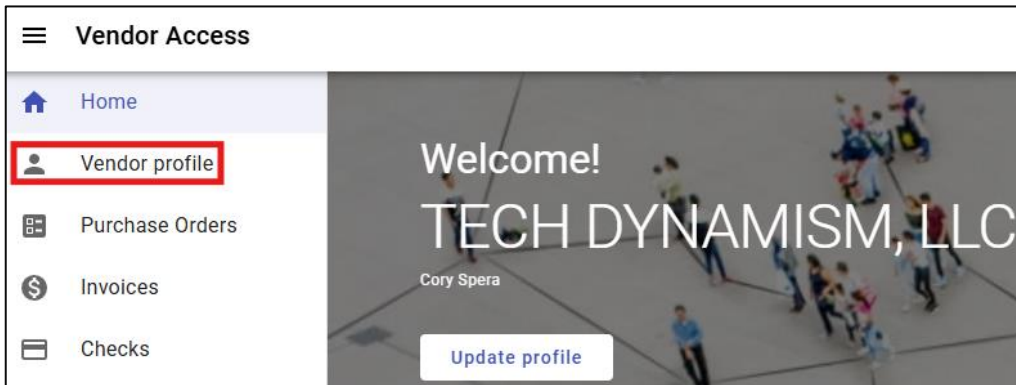 Vendor Access
Home
Vendor profile
Purchase Orders
Invoices
Checks
Welcome!
TECH DYNAMISM, LLC
Cory Spera
Update profile